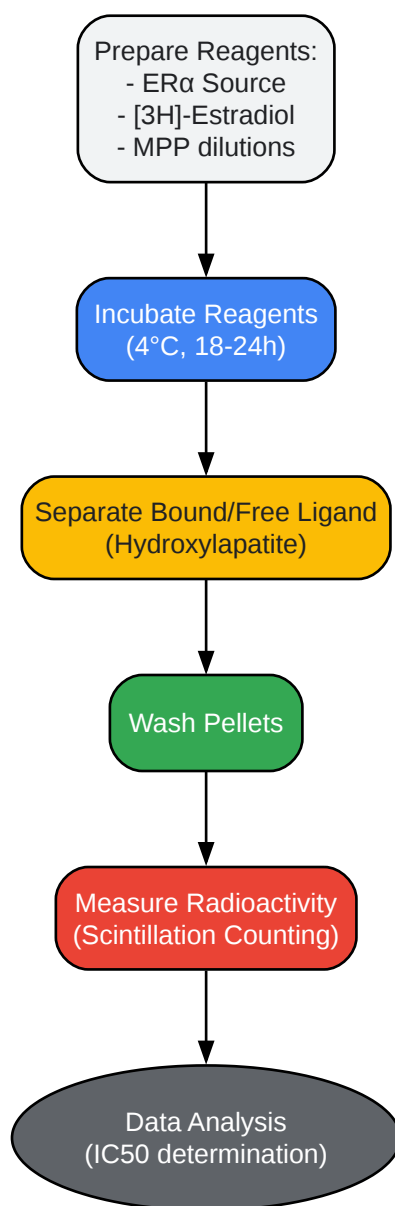 Prepare Reagents:
- ERα Source
- [3H]-Estradiol
- MPP dilutions
Incubate Reagents
(4°C, 18-24h)
Separate Bound/Free Ligand
(Hydroxylapatite)
Wash Pellets
Measure Radioactivity
(Scintillation Counting)
Data Analysis
(IC50 determination)